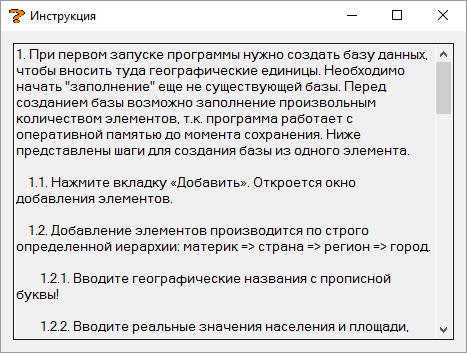 Инструкция
1. При первом запуске программы нужно создать базу данных,
чтобы вносить туда географические единицы. Необходимо
начать "заполнение" еще не существующей базы. Перед
созданием базы возможно заполнение произвольным
количеством элементов, т.к. программа работает с
оперативной памятью до момента сохранения. Ниже
представлены шаги для создания базы из одного элемента.
1.1. Нажмите вкладку «Добавить». Откроется окно
добавления элементов.
1.2. Добавление элементов производится по строго
определенной иерархии: материк => страна => регион => город.
1.2.1. Вводите географические названия с прописной
буквы!
1.2.2. Вводите реальные значения населения и площади,